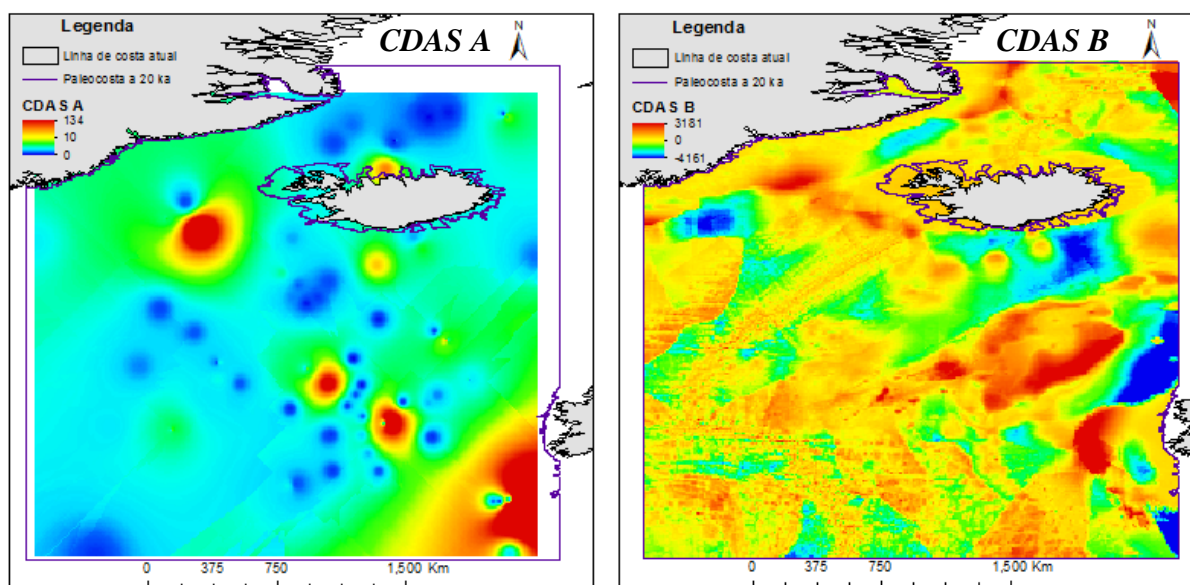 Legenda
CDAS A
N
Linha de costa atual
Paleocosta a 20 ka
CDAS A
134
10
0
0 375 750 1,500 Km
Legenda
CDAS B
N
Linha de costa atual
Paleocosta a 20 ka
CDAS B
3181
0
-4161
0 375 750 1,500 Km